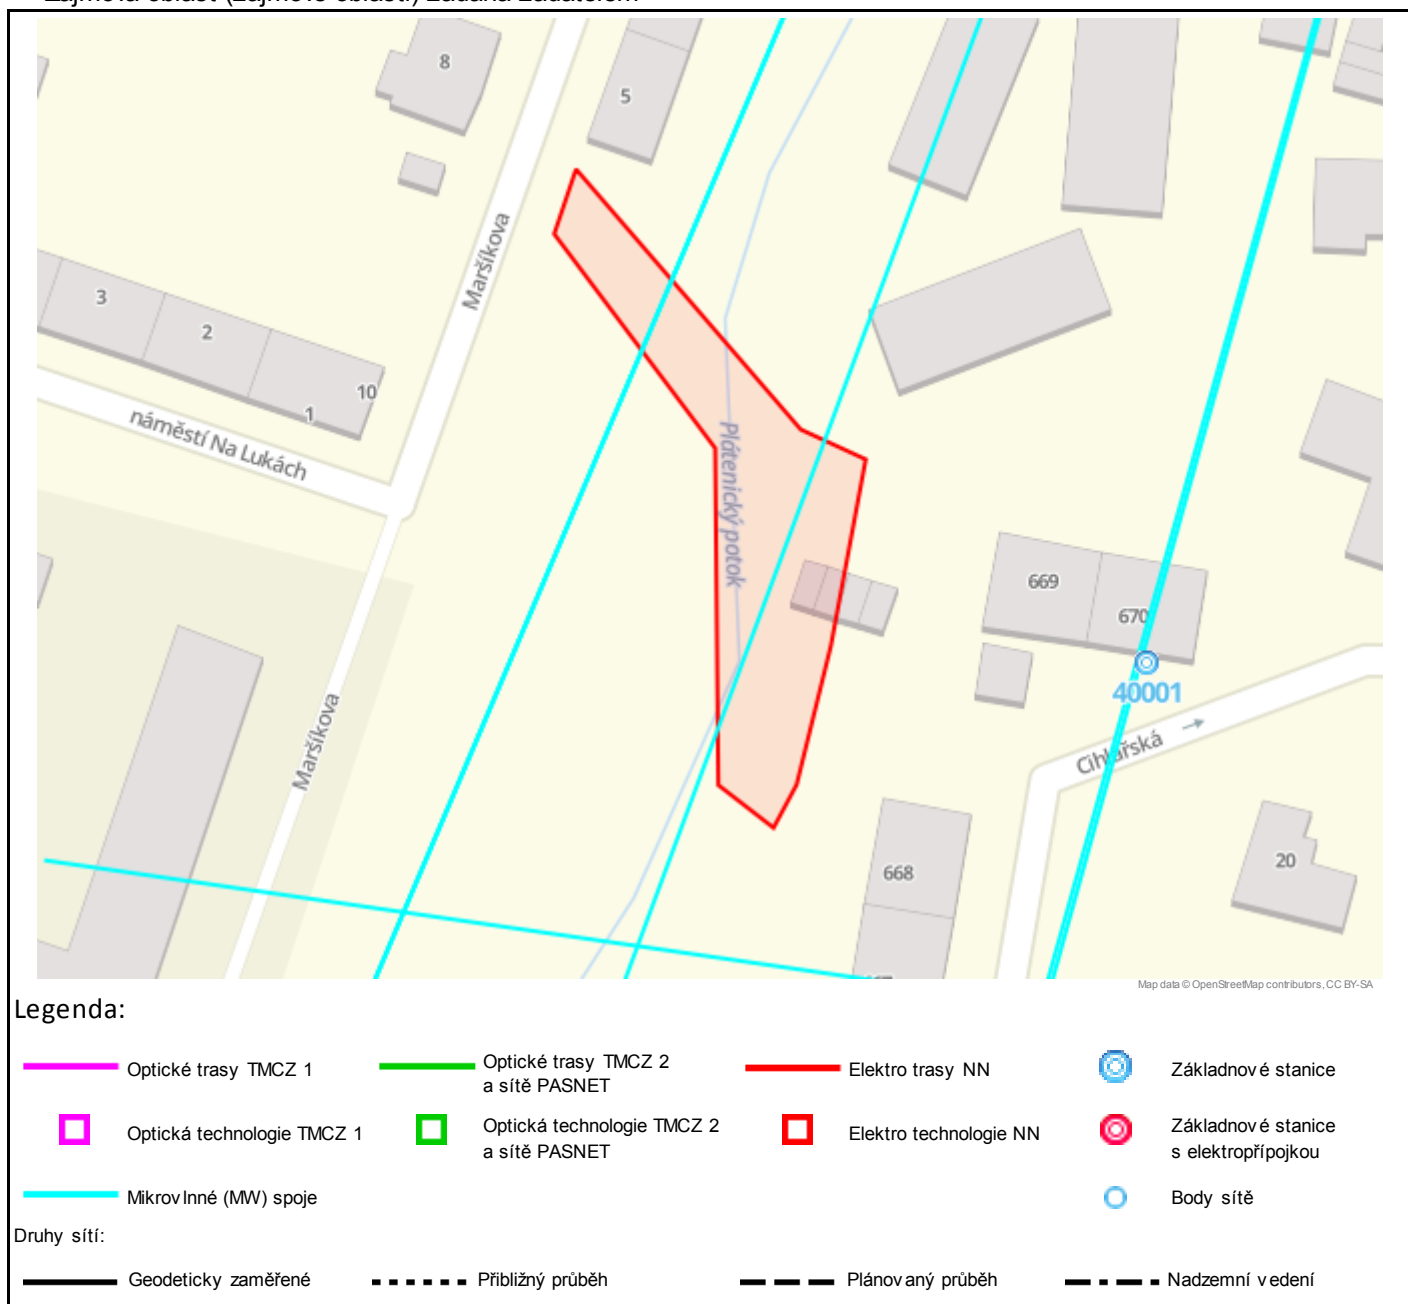 8
5
Maršíkova
3
2
10
1
náměstí Na Lukách
Plátenický potok
669
670
40001
Maršíkova
Cihlářská
668
20
Map data © OpenStreetMap contributors, CC BY-SA
Legenda:
Optické trasy TMCZ 1
Optické trasy TMCZ 2
a sítě PASNET
Elektro trasy NN
Základnové stanice
Optická technologie TMCZ 1
Optická technologie TMCZ 2
a sítě PASNET
Elektro technologie NN
Základnové stanice
s elektropřípojkou
Mikrovlnné (MW) spoje
Body sítě
Druhy sítí:
Geodeticky zaměřené
Přibližný průběh
Plánovaný průběh
Nadzemní vedení